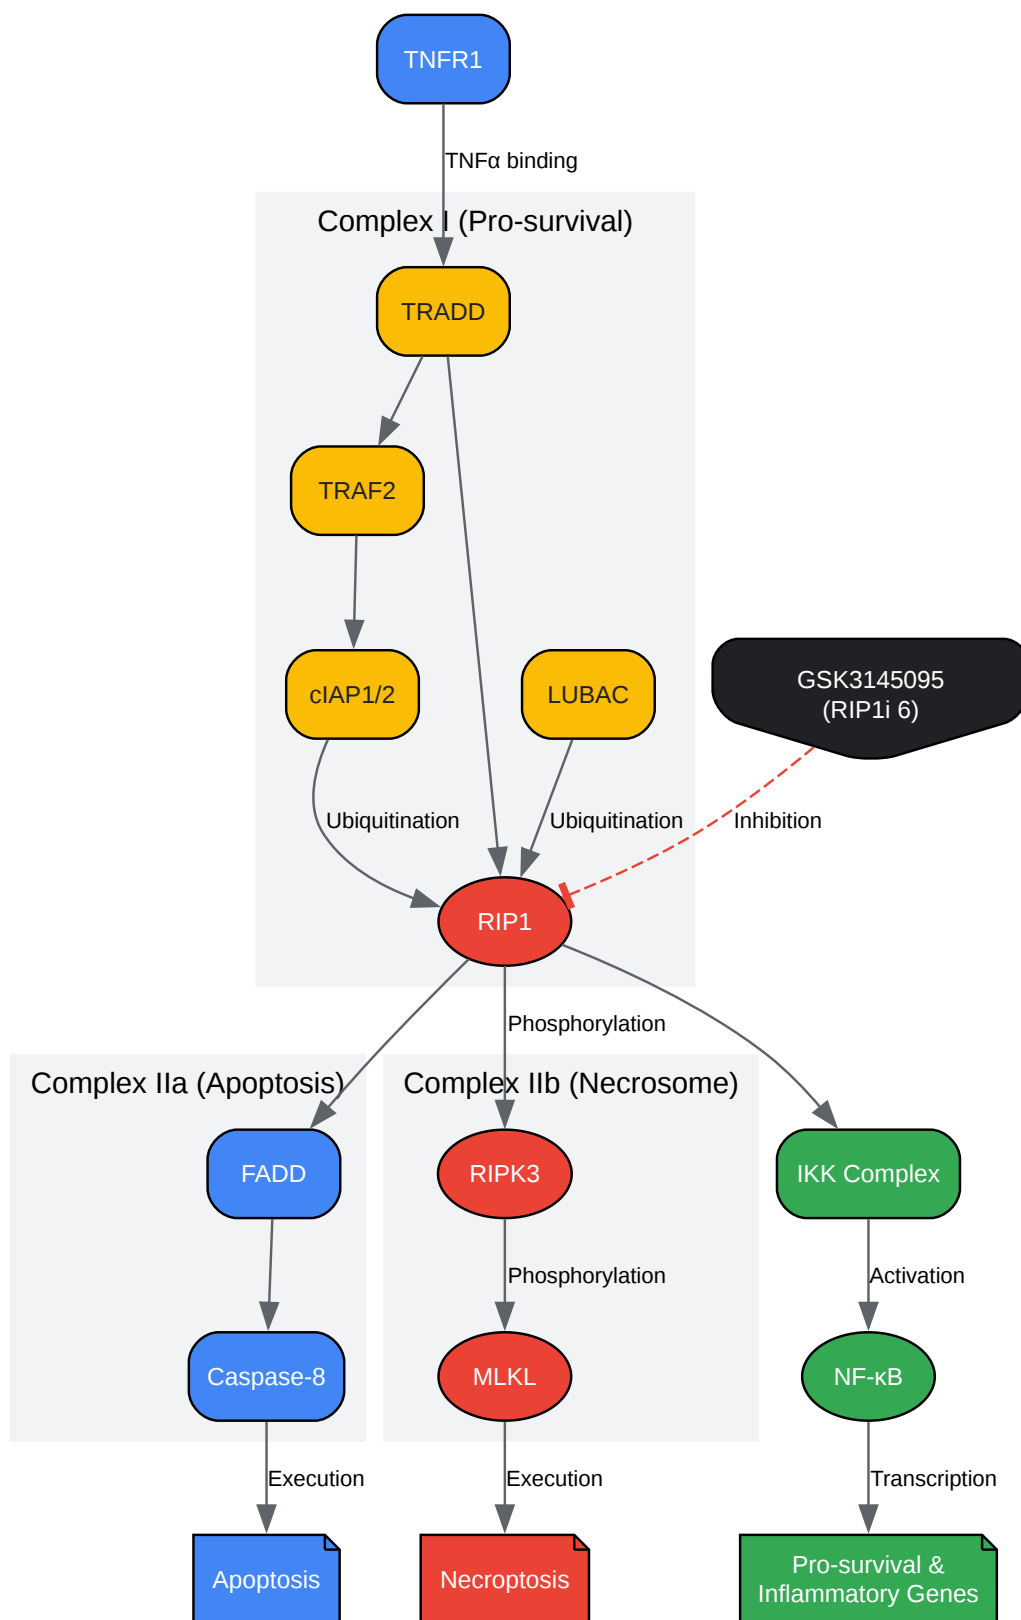 TNFR1
TNFα binding
Complex I (Pro-survival)
TRADD
TRAF2
cIAP1/2
LUBAC
GSK3145095
(RIP1i 6)
Ubiquitination
Ubiquitination
Inhibition
RIP1
Phosphorylation
Complex IIa (Apoptosis)
Complex IIb (Necrosome)
FADD
RIPK3
IKK Complex
Phosphorylation
Activation
Caspase-8
MLKL
NF-κB
Execution
Execution
Transcription
Apoptosis
Necroptosis
Pro-survival &
Inflammatory Genes